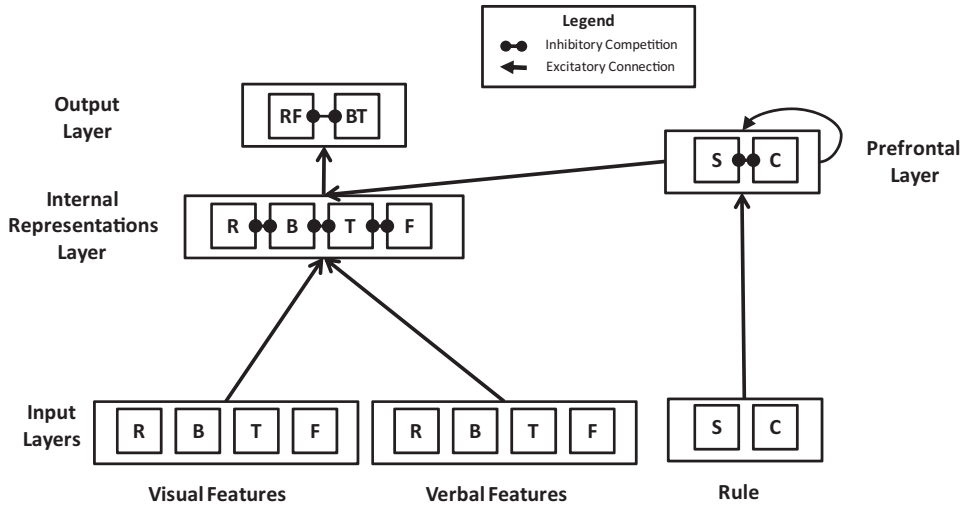 Legend
Inhibitory Competition
Excitatory Connection
Output
Layer
RF BT
S C
Prefrontal
Layer
Internal
Representations
Layer
R B T F
Input
Layers
R B T F
R B T F
S C
Visual Features
Verbal Features
Rule